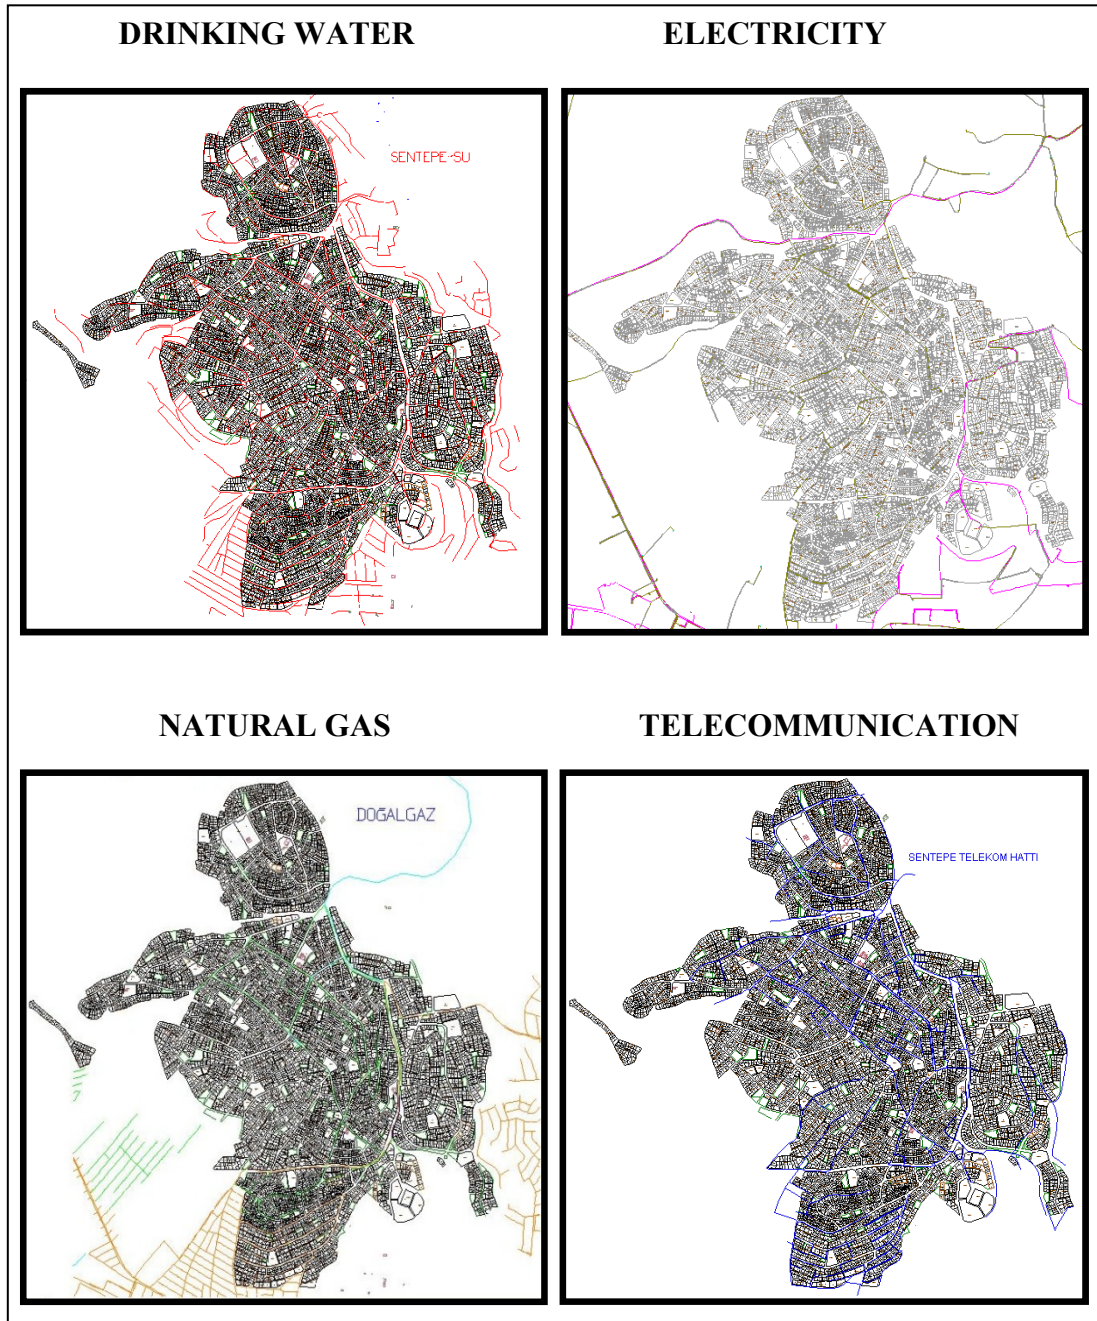 DRINKING WATER
ELECTRICITY
SENTEPE-SU
NATURAL GAS
TELECOMMUNICATION
DOĞALGAZ
SENTEPE TELEKOM HATTI